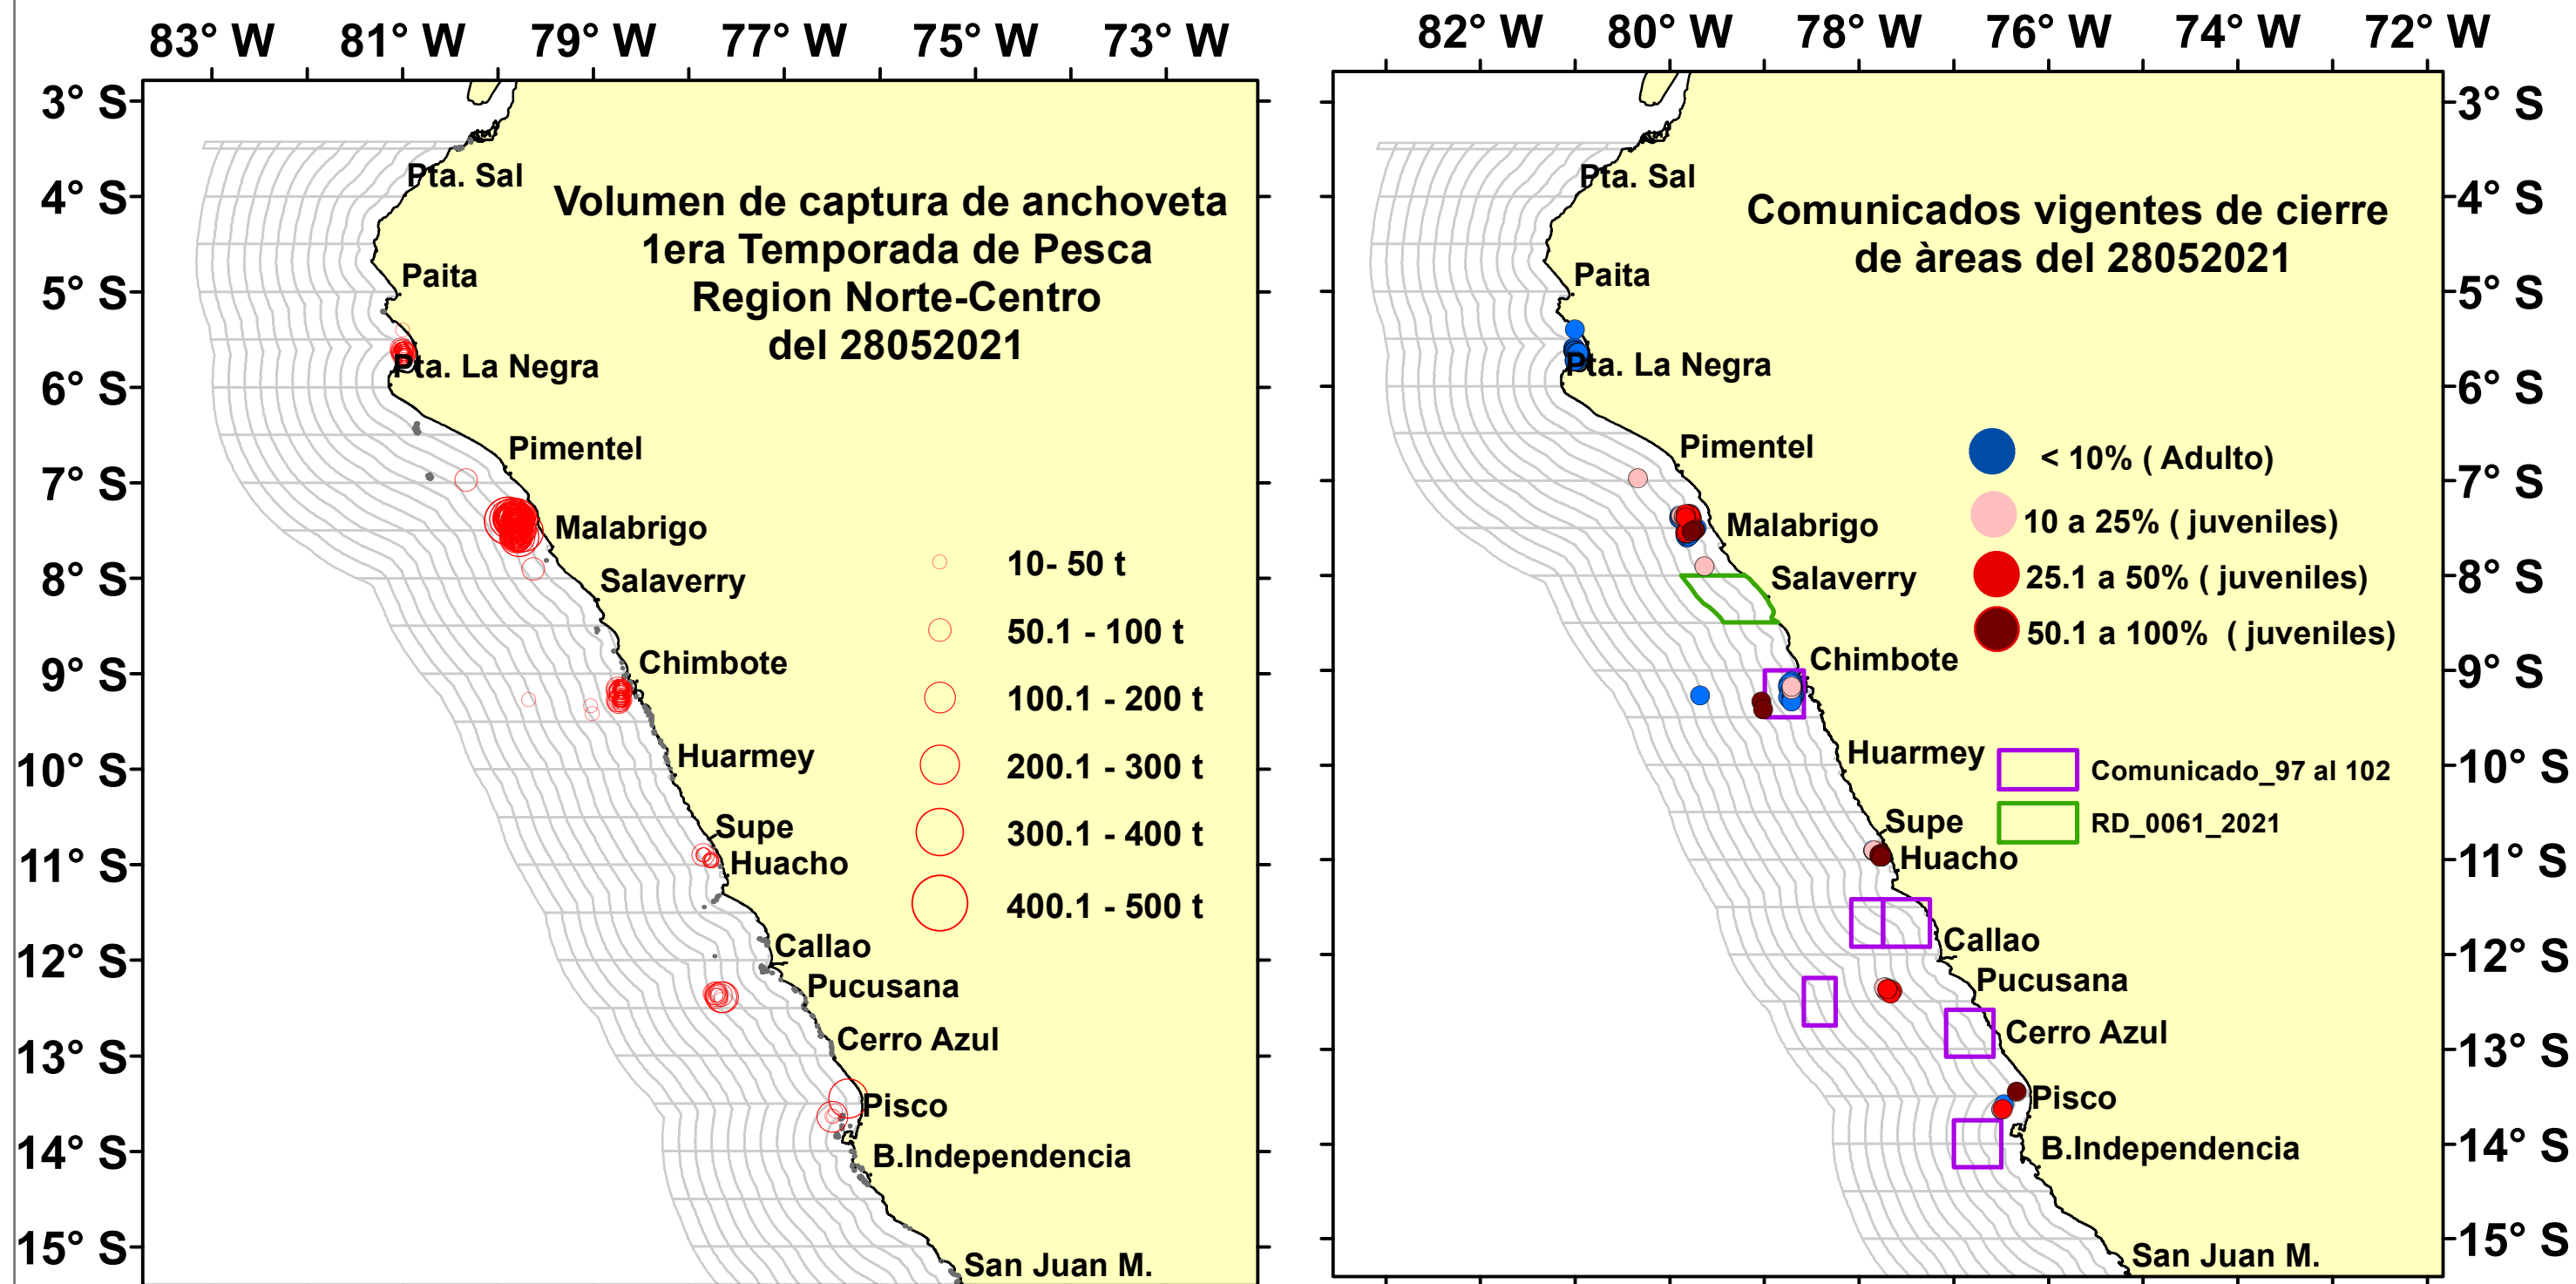 83° W 81° W 79° W 77° W 75° W 73° W
3° S
4° S
5° S
6° S
7° S
8° S
9° S
10° S
11° S
12° S
13° S
14° S
15° S
Volumen de captura de anchoveta
1era Temporada de Pesca
Region Norte-Centro
del 28052021
Pta. Sal
Paita
Pta. La Negra
Pimentel
Malabrigo
Salaverry
Chimbote
Huarmey
Supe
Huacho
Callao
Pucusana
Cerro Azul
Pisco
B.Independencia
San Juan M.
10- 50 t
50.1 - 100 t
100.1 - 200 t
200.1 - 300 t
300.1 - 400 t
400.1 - 500 t
82° W 80° W 78° W 76° W 74° W 72° W
Comunicados vigentes de cierre
de àreas del 28052021
Pta. Sal
Paita
Pta. La Negra
Pimentel
Malabrigo
Salaverry
Chimbote
Huarmey
Supe
Huacho
Callao
Pucusana
Cerro Azul
Pisco
B.Independencia
San Juan M.
< 10% ( Adulto)
10 a 25% ( juveniles)
25.1 a 50% ( juveniles)
50.1 a 100% ( juveniles)
Comunicado_97 al 102
RD_0061_2021
3° S
4° S
5° S
6° S
7° S
8° S
9° S
10° S
11° S
12° S
13° S
14° S
15° S